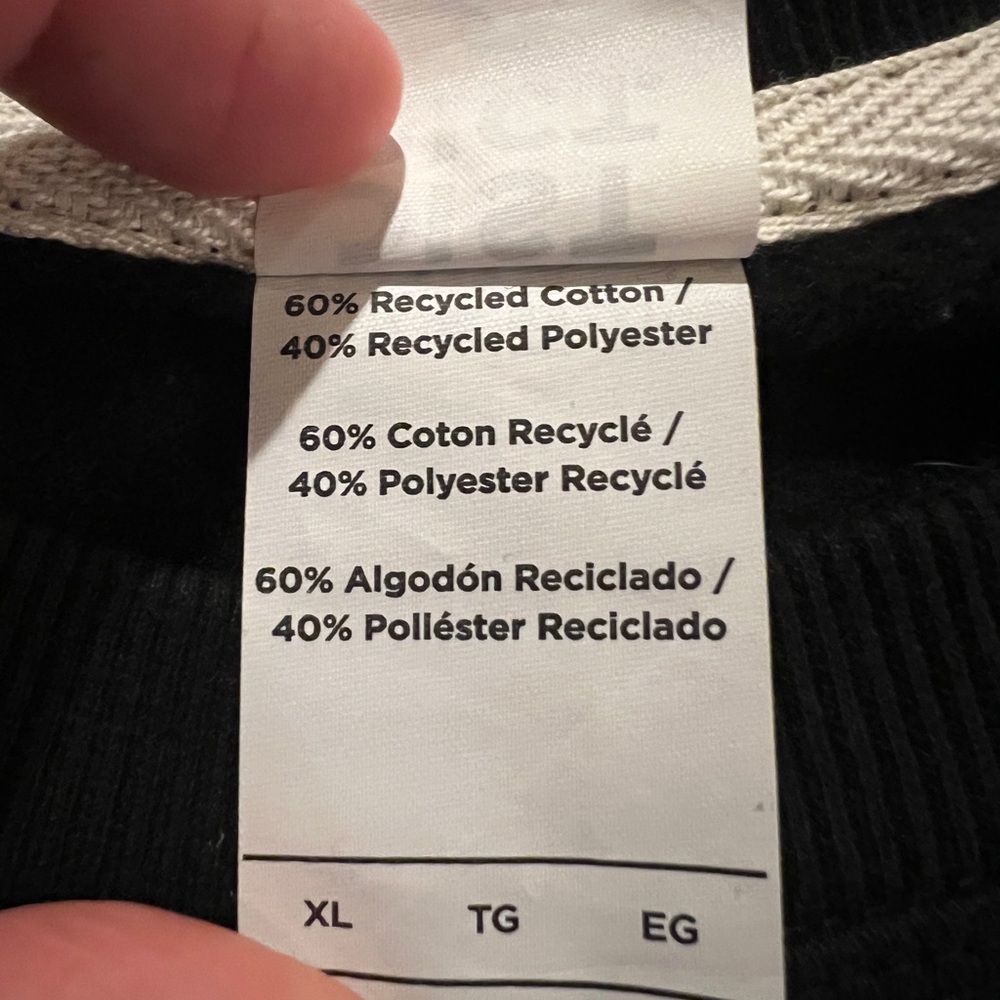 60% Recycled Cotton /
40% Recycled Polyester
60% Coton Recyclé /
40% Polyester Recyclé
60% Algodón Reciclado /
40% Poliéster Reciclado
XL TG EG